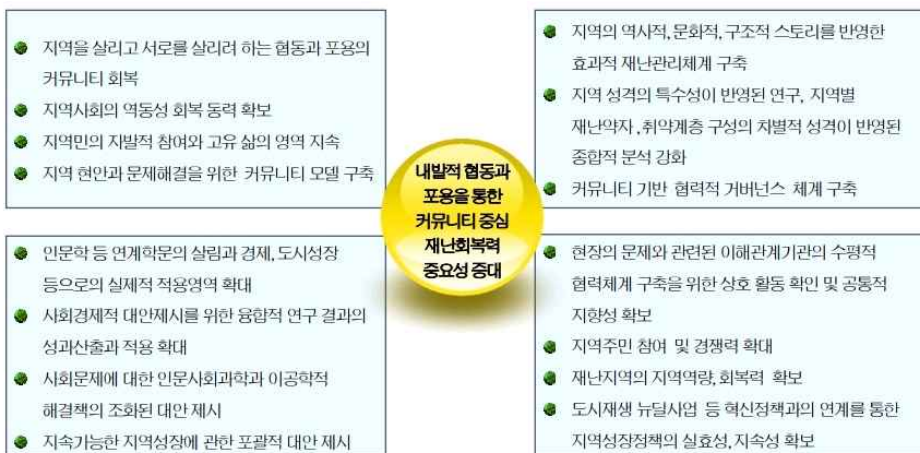 지역을 살리고 서로를 살리려 하는 협동과 포용의
커뮤니티 회복
지역사회의 역동성 회복 동력 확보
지역민의 자발적 참여와 고유 삶의 영역 지속
지역 현안과 문제해결을 위한 커뮤니티 모델 구축
지역의 역사적, 문화적, 구조적 스토리를 반영한
효과적 재난관리체계 구축
지역 성격의 특수성이 반영된 연구, 지역별
재난약자 , 취약계층 구성의 차별적 성격이 반영된
종합적 분석 강화
커뮤니티 기반 협력적 거버넌스 체계 구축
내발적 협동과
포용을 통한
커뮤니티 중심
재난회복력
중요성 증대
인문학 등 연계학문의 살림과 경제, 도시성장
등으로의 실제적 적용영역 확대
사회경제적 대안제시를 위한 융합적 연구 결과의
성과산출과 적용 확대
사회문제에 대한 인문사회과학과 이공학적
해결책의 조화된 대안 제시
지속가능한 지역성장에 관한 포괄적 대안 제시
현장의 문제와 관련된 이해관계기관의 수평적
협력체계 구축을 위한 상호 활동 확인 및 공통적
지향성 확보
지역주민 참여 및 경쟁력 확대
재난지역의 지역역량, 회복력 확보
도시재생 뉴딜사업 등 혁신정책과의 연계를 통한
지역성장정책의 실효성, 지속성 확보